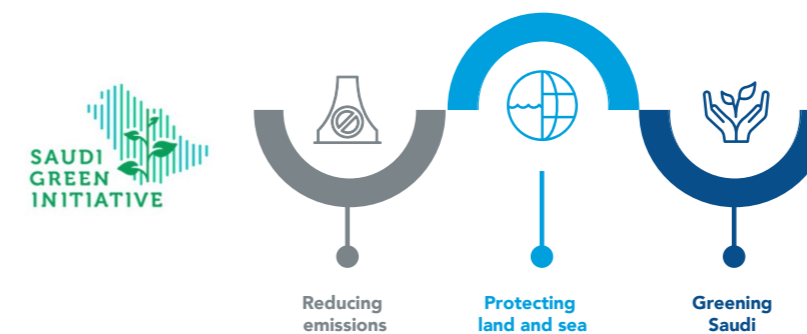 SAUDI
GREEN
INITIATIVE
Reducing
emissions
Protecting
land and sea
Greening
Saudi